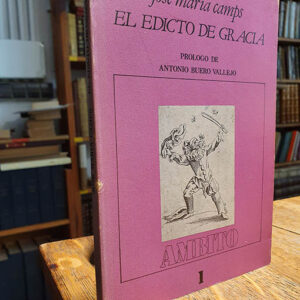 josé maría camps
EL EDICTO DE GRACIA
PROLOGO DE
ANTONIO BUERO VALLEJO
AMBITO
1